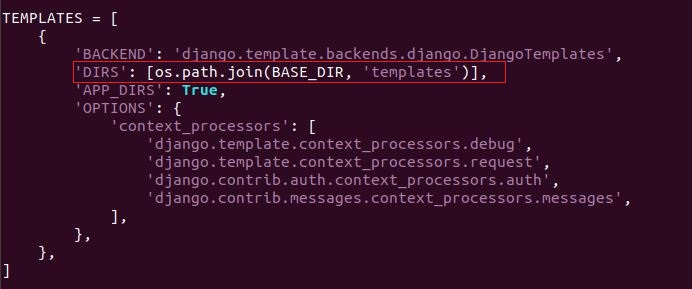 TEMPLATES = [
    {
        'BACKEND': 'django.template.backends.django.DjangoTemplates',
        'DIRS': [os.path.join(BASE_DIR, 'templates')],
        'APP_DIRS': True,
        'OPTIONS': {
            'context_processors': [
                'django.template.context_processors.debug',
                'django.template.context_processors.request',
                'django.contrib.auth.context_processors.auth',
                'django.contrib.messages.context_processors.messages',
            ],
        },
    },
]